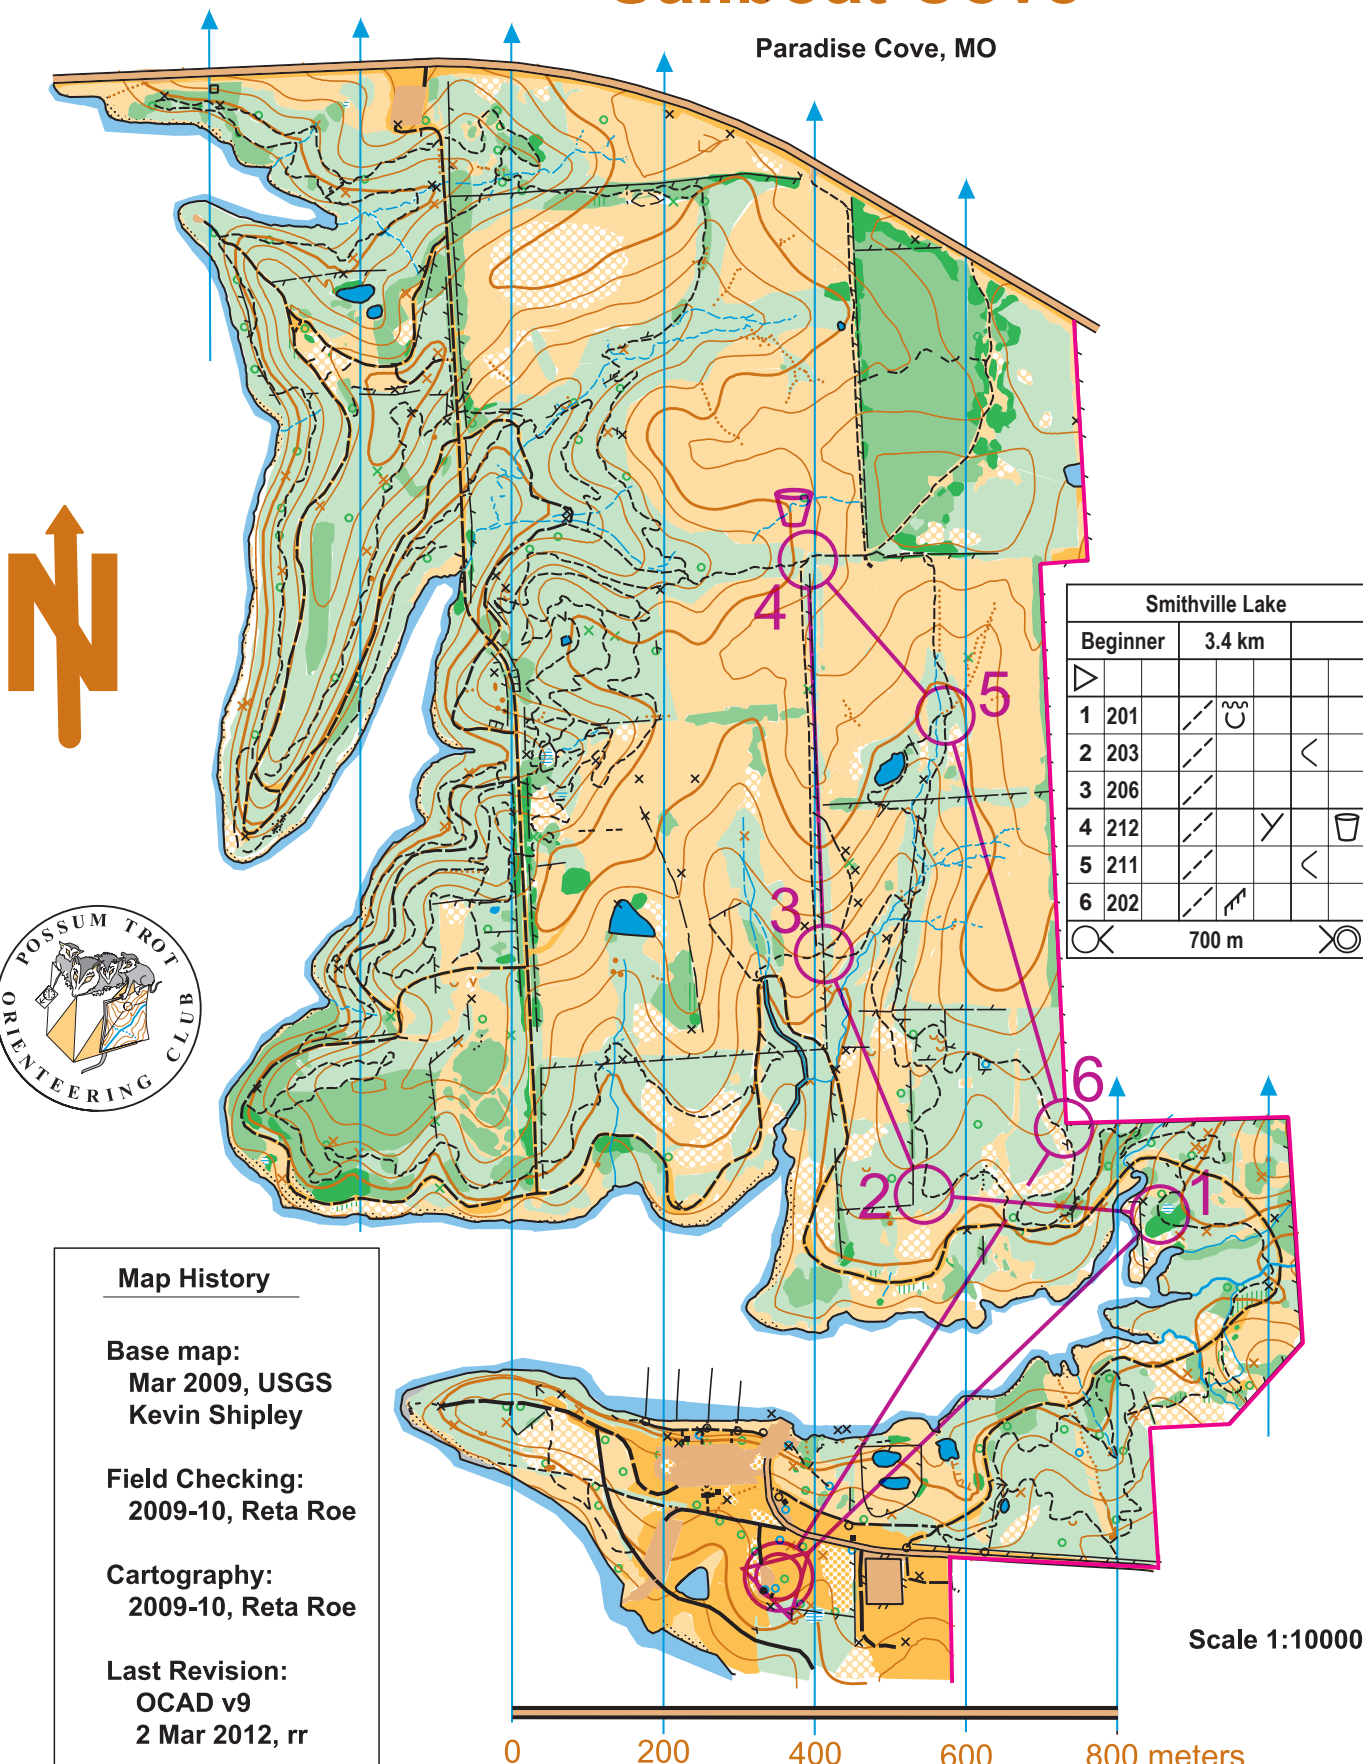 Sailboat Cove
Paradise Cove, MO
N
4
5
3
6
2
1
Smithville Lake
Beginner 3.4 km
1 201
2 203
3 206
4 212
5 211
6 202
700 m
POSSUM TROT
ORIENTEERING CLUB
Map History
Base map:
Mar 2009, USGS
Kevin Shipley
Field Checking:
2009-10, Reta Roe
Cartography:
2009-10, Reta Roe
Last Revision:
OCAD v9
2 Mar 2012, rr
Scale 1:10000
0 200 400 600 800 meters